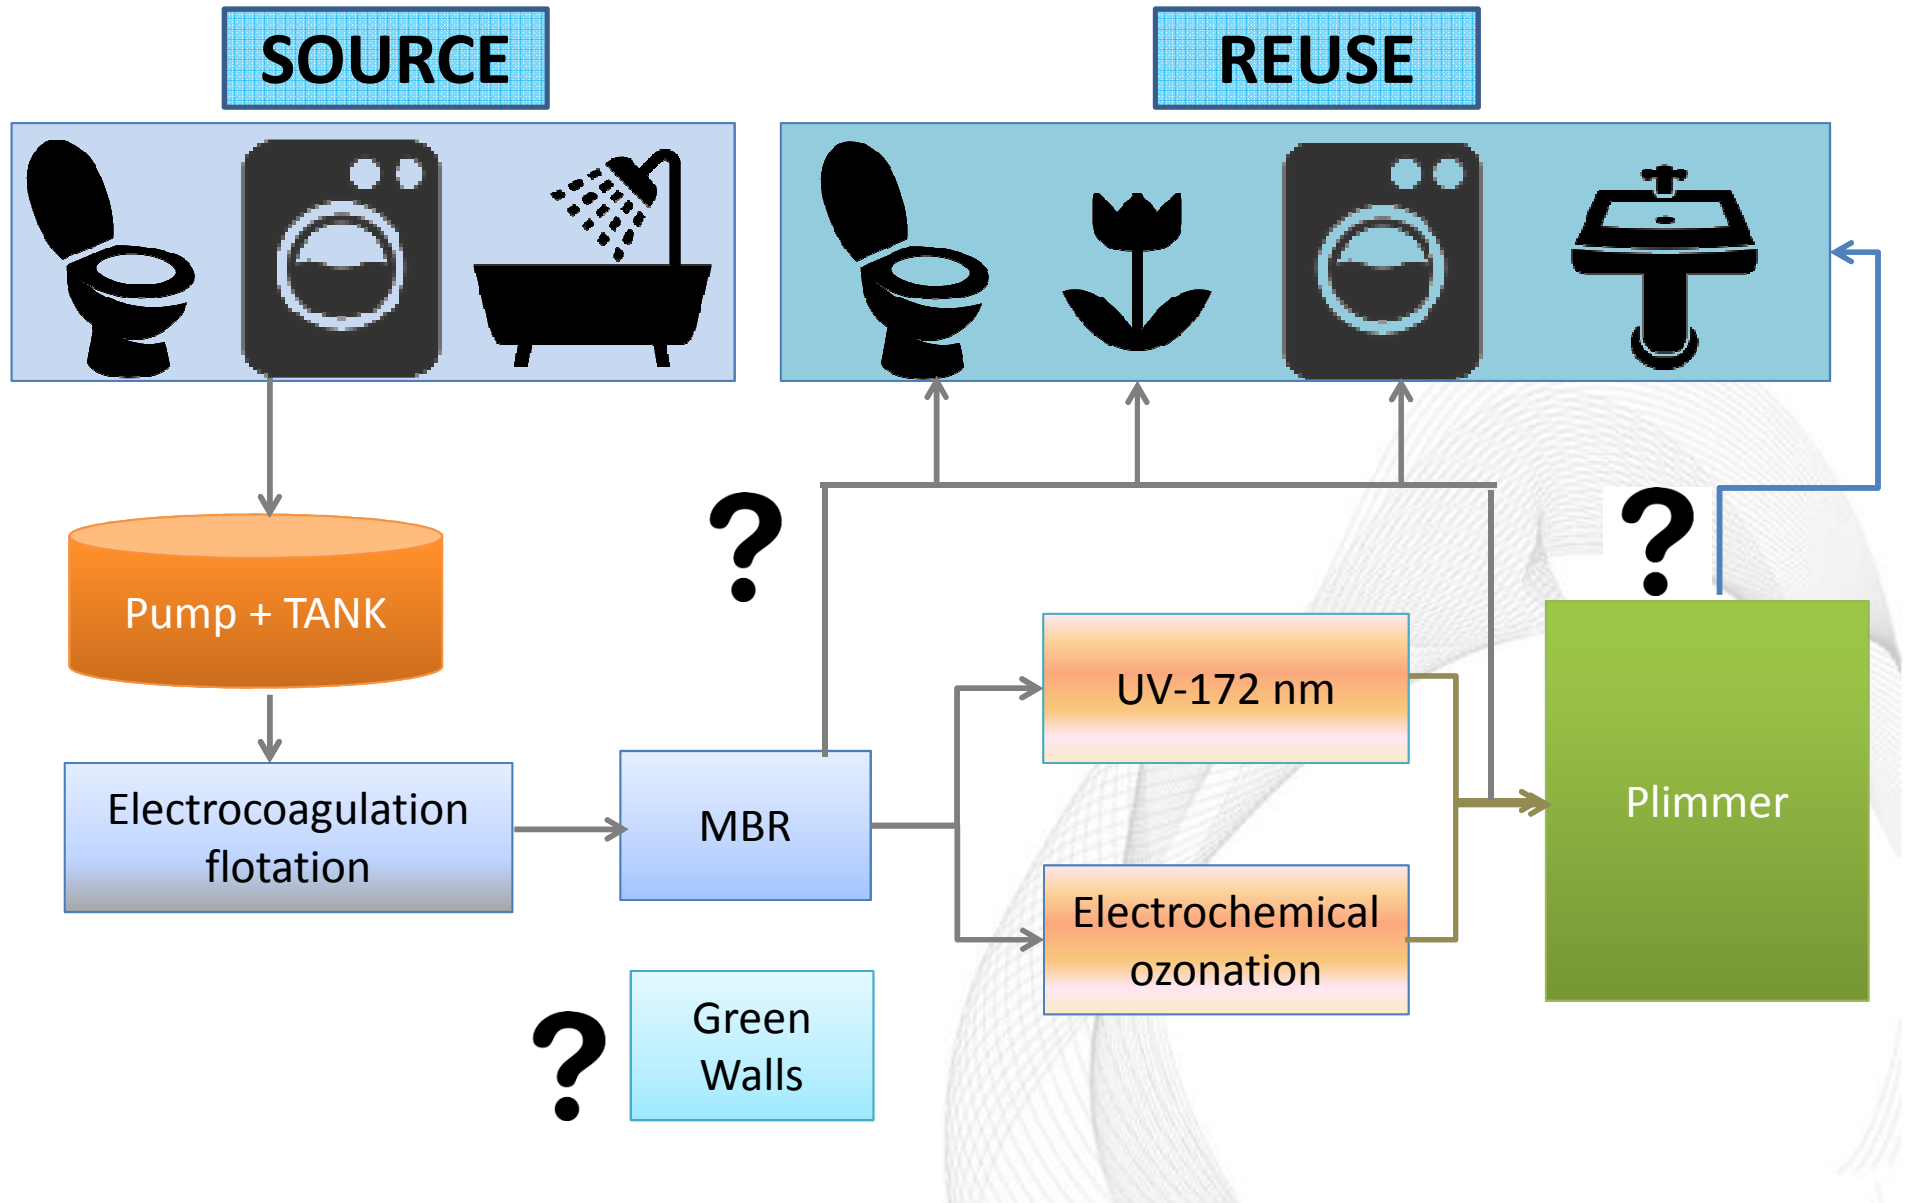 SOURCE
REUSE
?
?
Pump + TANK
UV-172 nm
Electrocoagulation
flotation
MBR
Plimmer
Electrochemical
ozonation
?
Green
Walls